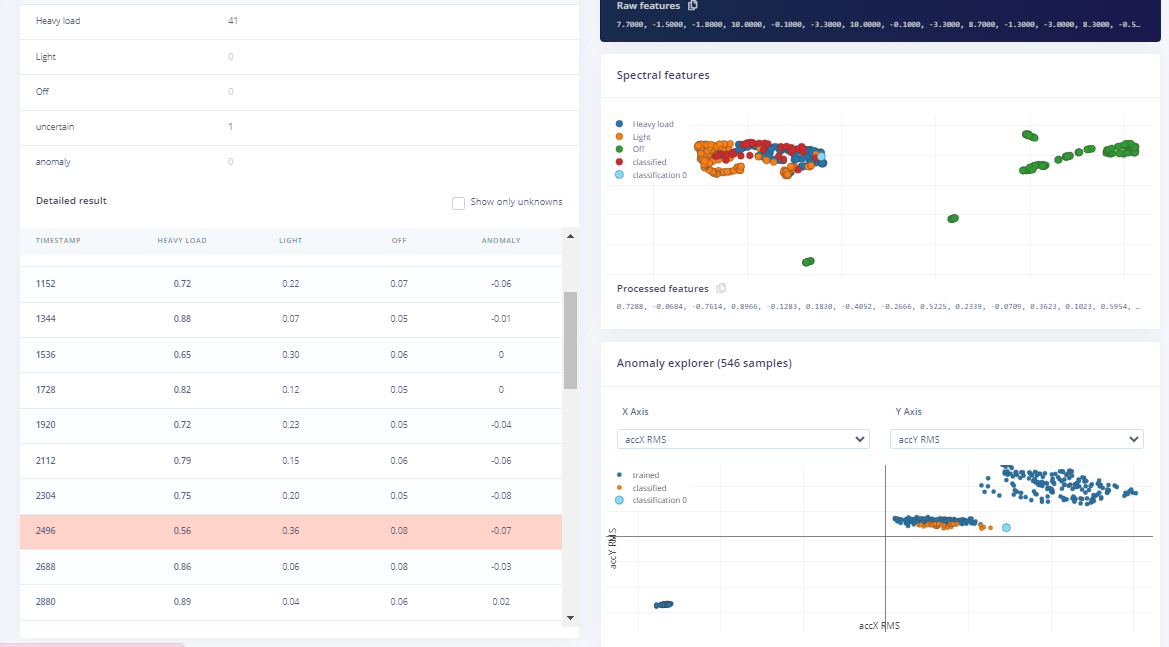 Heavy load 41
Light 0
Off 0
uncertain 1
anomaly 0
Detailed result
Show only unknowns
TIMESTAMP HEAVY LOAD LIGHT OFF ANOMALY
1152 0.72 0.22 0.07 -0.06
1344 0.88 0.07 0.05 -0.01
1536 0.65 0.30 0.06 0
1728 0.82 0.12 0.05 0
1920 0.72 0.23 0.05 -0.04
2112 0.79 0.15 0.06 -0.06
2304 0.75 0.20 0.05 -0.08
2496 0.56 0.36 0.08 -0.07
2688 0.86 0.06 0.08 -0.03
2880 0.89 0.04 0.06 0.02
Raw features
7.7000, -1.5000, -1.8000, 10.0000, -0.1000, -3.3000, 10.0000, -0.1000, -3.3000, 8.7000, -1.3000, -3.0000, 8.3000, -0.5…
Spectral features
Heavy load
Light
Off
classified
classification 0
Processed features
0.7288, -0.0684, -0.7614, 0.8966, -0.1283, 0.1830, -0.4052, -0.2666, 0.5225, 0.2339, -0.0709, 0.3623, 0.1023, 0.5954, …
Anomaly explorer (546 samples)
X Axis Y Axis
accX RMS accY RMS
trained
classified
classification 0
accY RMS
accX RMS